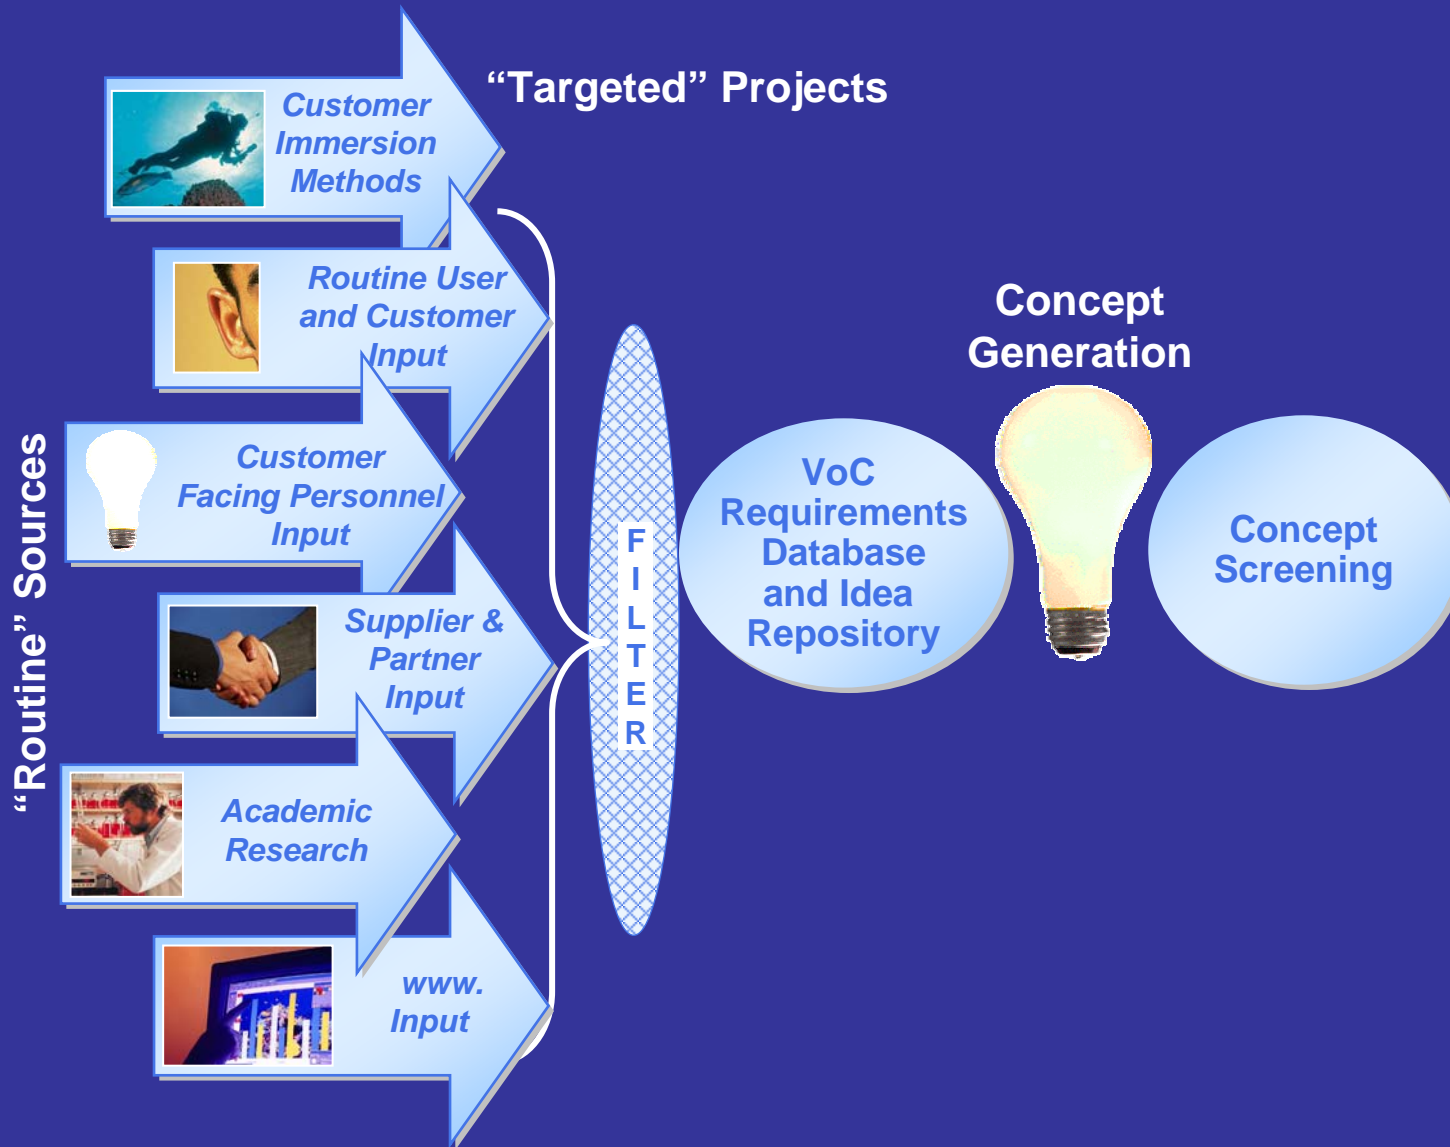 “Targeted” Projects
Customer
Immersion
Methods
Routine User
and Customer
Input
“Routine” Sources
Customer
Facing Personnel
Input
Supplier &
Partner
Input
Academic
Research
www.
Input
F
I
L
T
E
R
VoC
Requirements
Database
and Idea
Repository
Concept
Generation
Concept
Screening